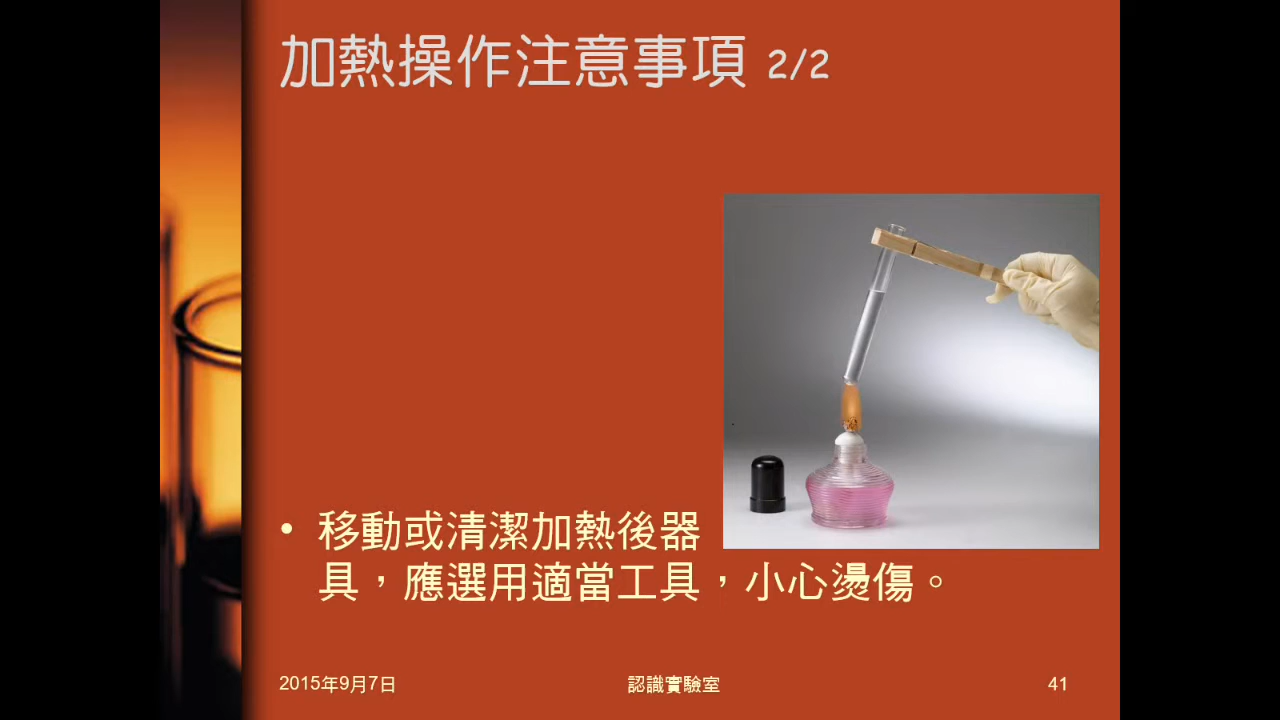 加熱操作注意事項 2/2
• 移動或清潔加熱後器
具，應選用適當工具，小心燙傷。
2015年9月7日 認識實驗室 41